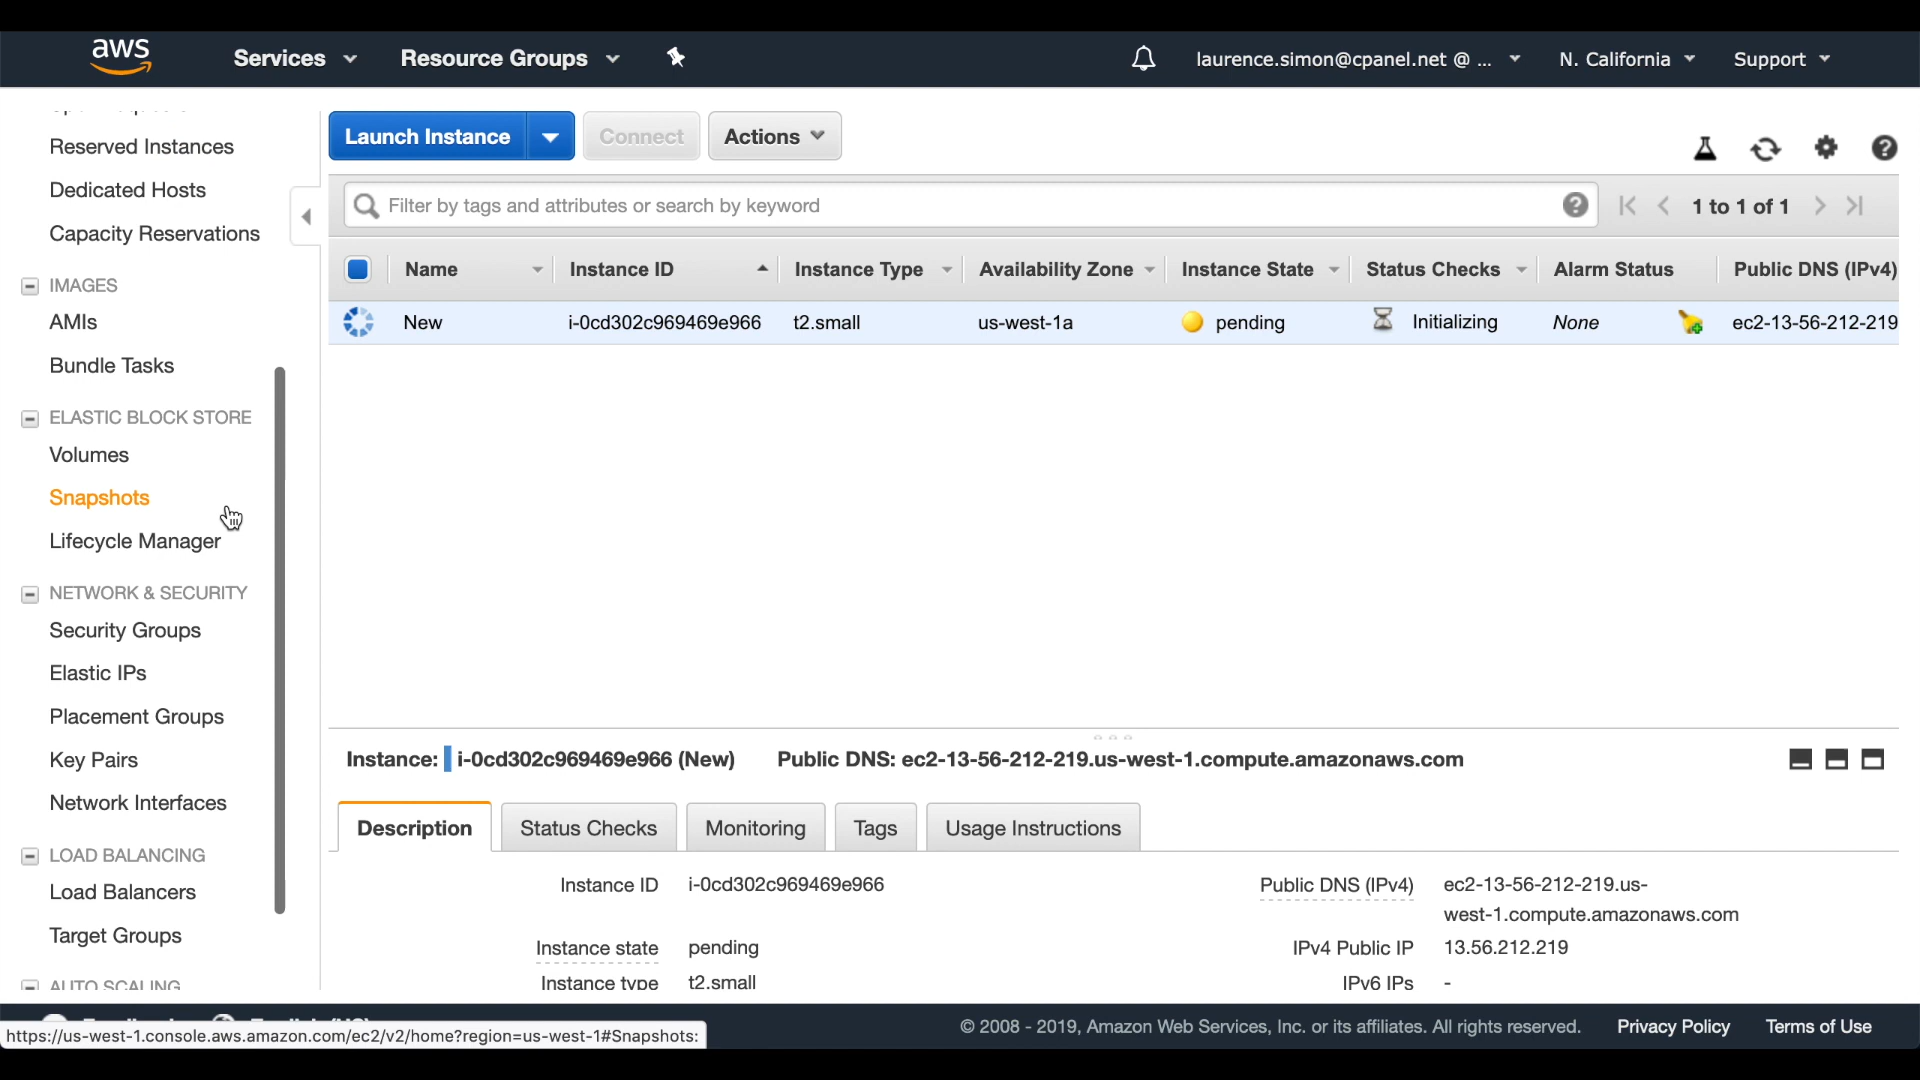 aws Services Resource Groups laurence.simon@cpanel.net @ ... N. California Support
Reserved Instances
Dedicated Hosts
Capacity Reservations
IMAGES
AMIs
Bundle Tasks
ELASTIC BLOCK STORE
Volumes
Snapshots
Lifecycle Manager
NETWORK & SECURITY
Security Groups
Elastic IPs
Placement Groups
Key Pairs
Network Interfaces
LOAD BALANCING
Load Balancers
Target Groups
AUTO SCALING
Launch Instance Connect Actions
Filter by tags and attributes or search by keyword 1 to 1 of 1
Name Instance ID Instance Type Availability Zone Instance State Status Checks Alarm Status Public DNS (IPv4)
New i-0cd302c969469e966 t2.small us-west-1a pending Initializing None ec2-13-56-212-219
Instance: i-0cd302c969469e966 (New) Public DNS: ec2-13-56-212-219.us-west-1.compute.amazonaws.com
Description Status Checks Monitoring Tags Usage Instructions
Instance ID i-0cd302c969469e966 Public DNS (IPv4) ec2-13-56-212-219.us-
west-1.compute.amazonaws.com
Instance state pending IPv4 Public IP 13.56.212.219
Instance type t2.small IPv6 IPs -
https://us-west-1.console.aws.amazon.com/ec2/v2/home?region=us-west-1#Snapshots: © 2008 - 2019, Amazon Web Services, Inc. or its affiliates. All rights reserved. Privacy Policy Terms of Use